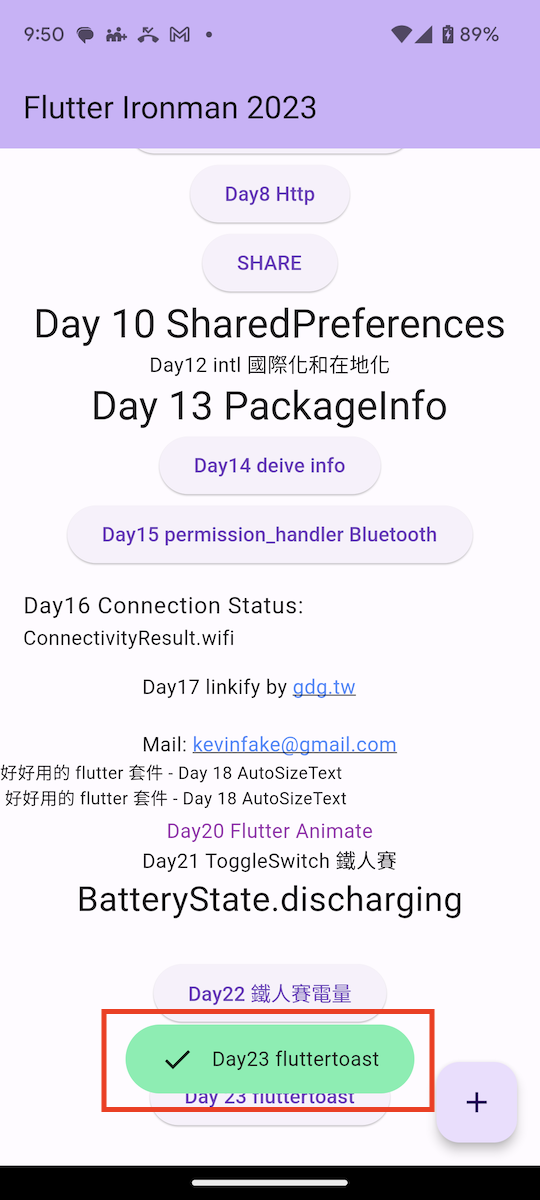 9:50
89%
Flutter Ironman 2023
Day8 Http
SHARE
Day 10 SharedPreferences
Day12 intl 國際化和在地化
Day 13 PackageInfo
Day14 deive info
Day15 permission_handler Bluetooth
Day16 Connection Status:
ConnectivityResult.wifi
Day17 linkify by gdg.tw
Mail: kevinfake@gmail.com
好好用的 flutter 套件 - Day 18 AutoSizeText
好好用的 flutter 套件 - Day 18 AutoSizeText
Day20 Flutter Animate
Day21 ToggleSwitch 鐵人賽
BatteryState.discharging
Day22 鐵人賽電量
Day23 fluttertoast
Day 23 fluttertoast